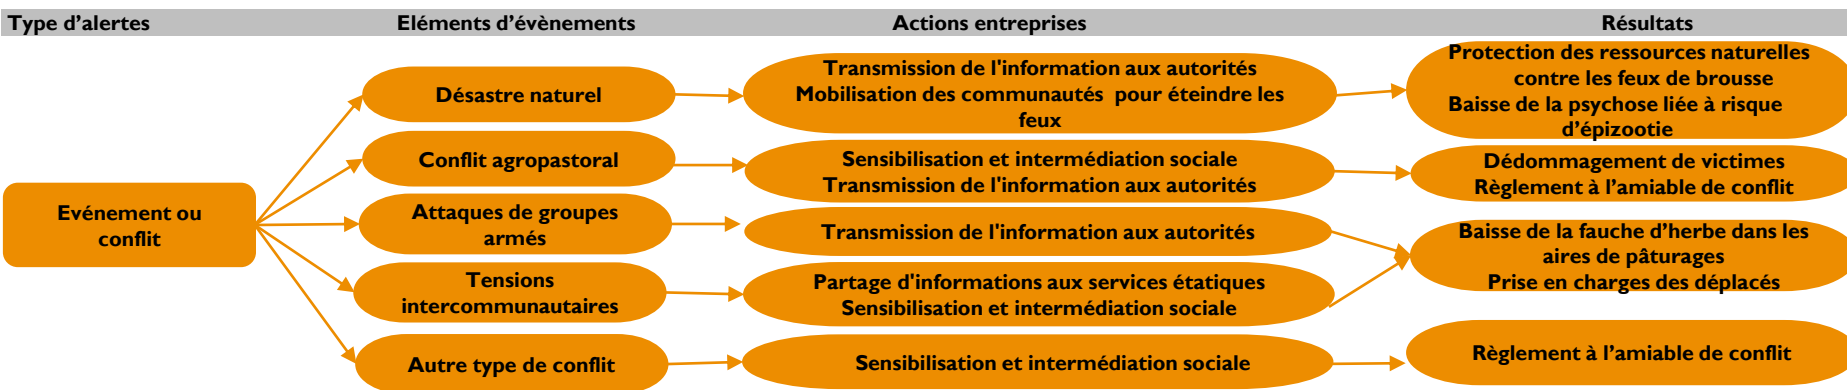 Type d'alertes
Eléments d'évènements
Actions entreprises
Résultats
Evénement ou
conflit
Désastre naturel
Transmission de l'information aux autorités
Mobilisation des communautés pour éteindre les
feux
Protection des ressources naturelles
contre les feux de brousse
Baisse de la psychose liée à risque
d'épizootie
Conflit agropastoral
Sensibilisation et intermédiation sociale
Transmission de l'information aux autorités
Dédommagement de victimes
Règlement à l'amiable de conflit
Attaques de groupes
armés
Transmission de l'information aux autorités
Baisse de la fauche d'herbe dans les
aires de pâturages
Prise en charges des déplacés
Tensions
intercommunautaires
Partage d'informations aux services étatiques
Sensibilisation et intermédiation sociale
Autre type de conflit
Sensibilisation et intermédiation sociale
Règlement à l'amiable de conflit